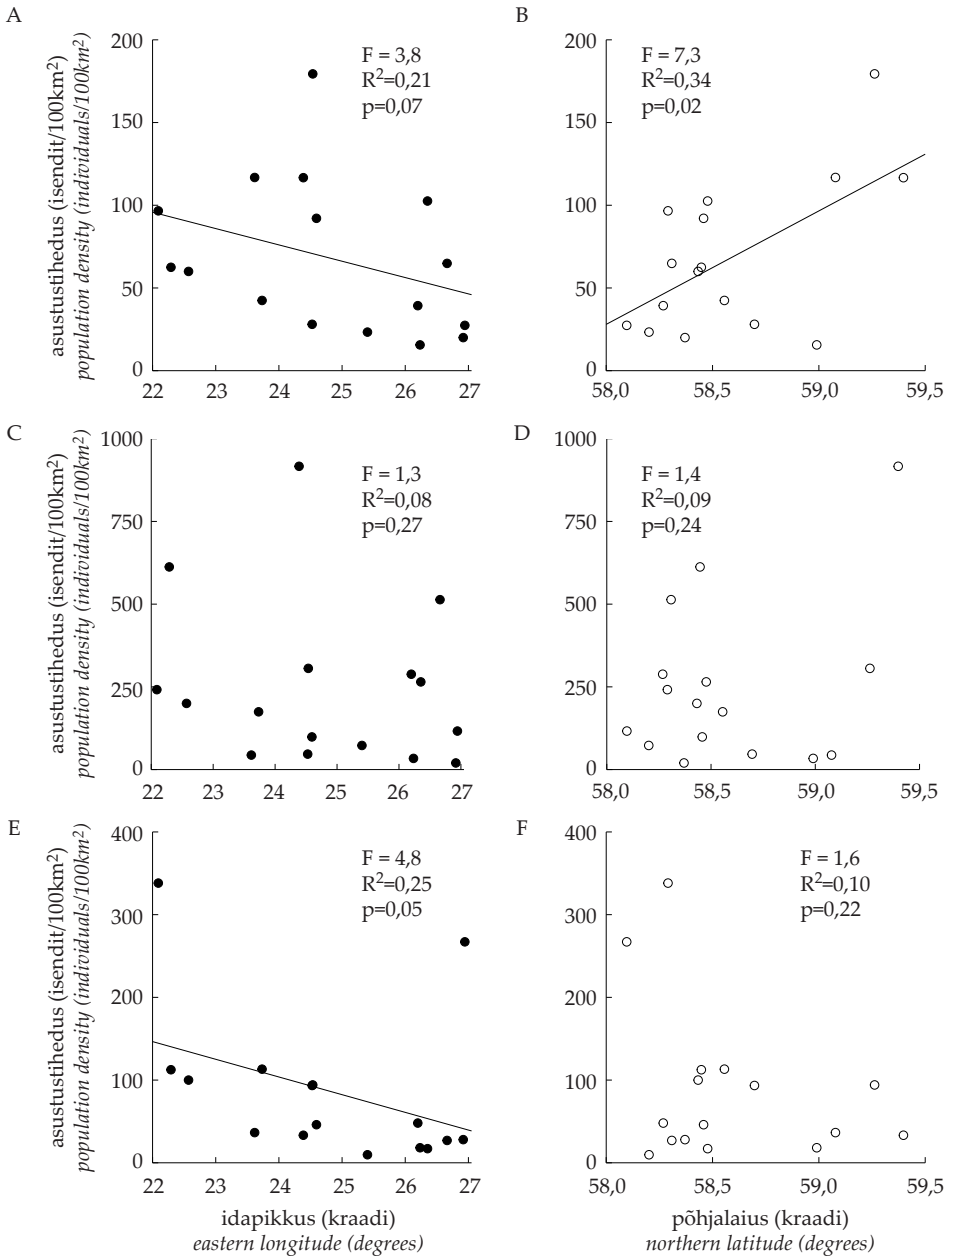 A
asustustihedus (isendit/100km²)
population density (individuals/100km²)
200
150
100
50
0
F = 3,8
R²=0,21
p=0,07
22 23 24 25 26 27
B
200
150
100
50
0
F = 7,3
R²=0,34
p=0,02
58,0 58,5 59,0 59,5
C
asustustihedus (isendit/100km²)
population density (individuals/100km²)
1000
750
500
250
0
F = 1,3
R²=0,08
p=0,27
22 23 24 25 26 27
D
1000
750
500
250
0
F = 1,4
R²=0,09
p=0,24
58,0 58,5 59,0 59,5
E
asustustihedus (isendit/100km²)
population density (individuals/100km²)
400
300
200
100
0
F = 4,8
R²=0,25
p=0,05
22 23 24 25 26 27
idapikkus (kraadi)
eastern longitude (degrees)
F
400
300
200
100
0
F = 1,6
R²=0,10
p=0,22
58,0 58,5 59,0 59,5
põhjalaius (kraadi)
northern latitude (degrees)